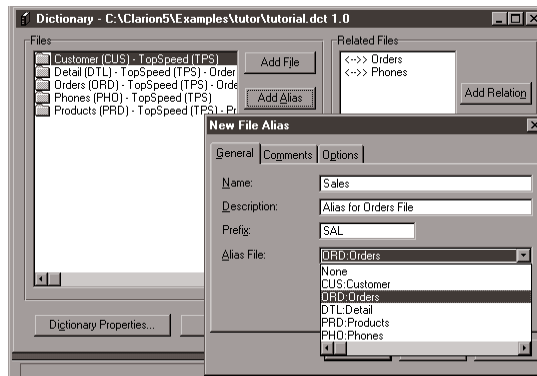 Dictionary - C:\Clarion5\Examples\tutor\tutorial.dct 1.0
Files
Customer (CUS) - TopSpeed (TPS)
Detail (DTL) - TopSpeed (TPS) - Order
Orders (ORD) - TopSpeed (TPS) - Orde
Phones (PHO) - TopSpeed (TPS)
Products (PRD) - TopSpeed (TPS) - Pr
Add File
Add Alias
Related Files
<-->> Orders
<-->> Phones
Add Relation
New File Alias
General
Comments
Options
Name:
Sales
Description:
Alias for Orders File
Prefix:
SAL
Alias File:
ORD:Orders
None
CUS:Customer
ORD:Orders
DTL:Detail
PRD:Products
PHO:Phones
Dictionary Properties...